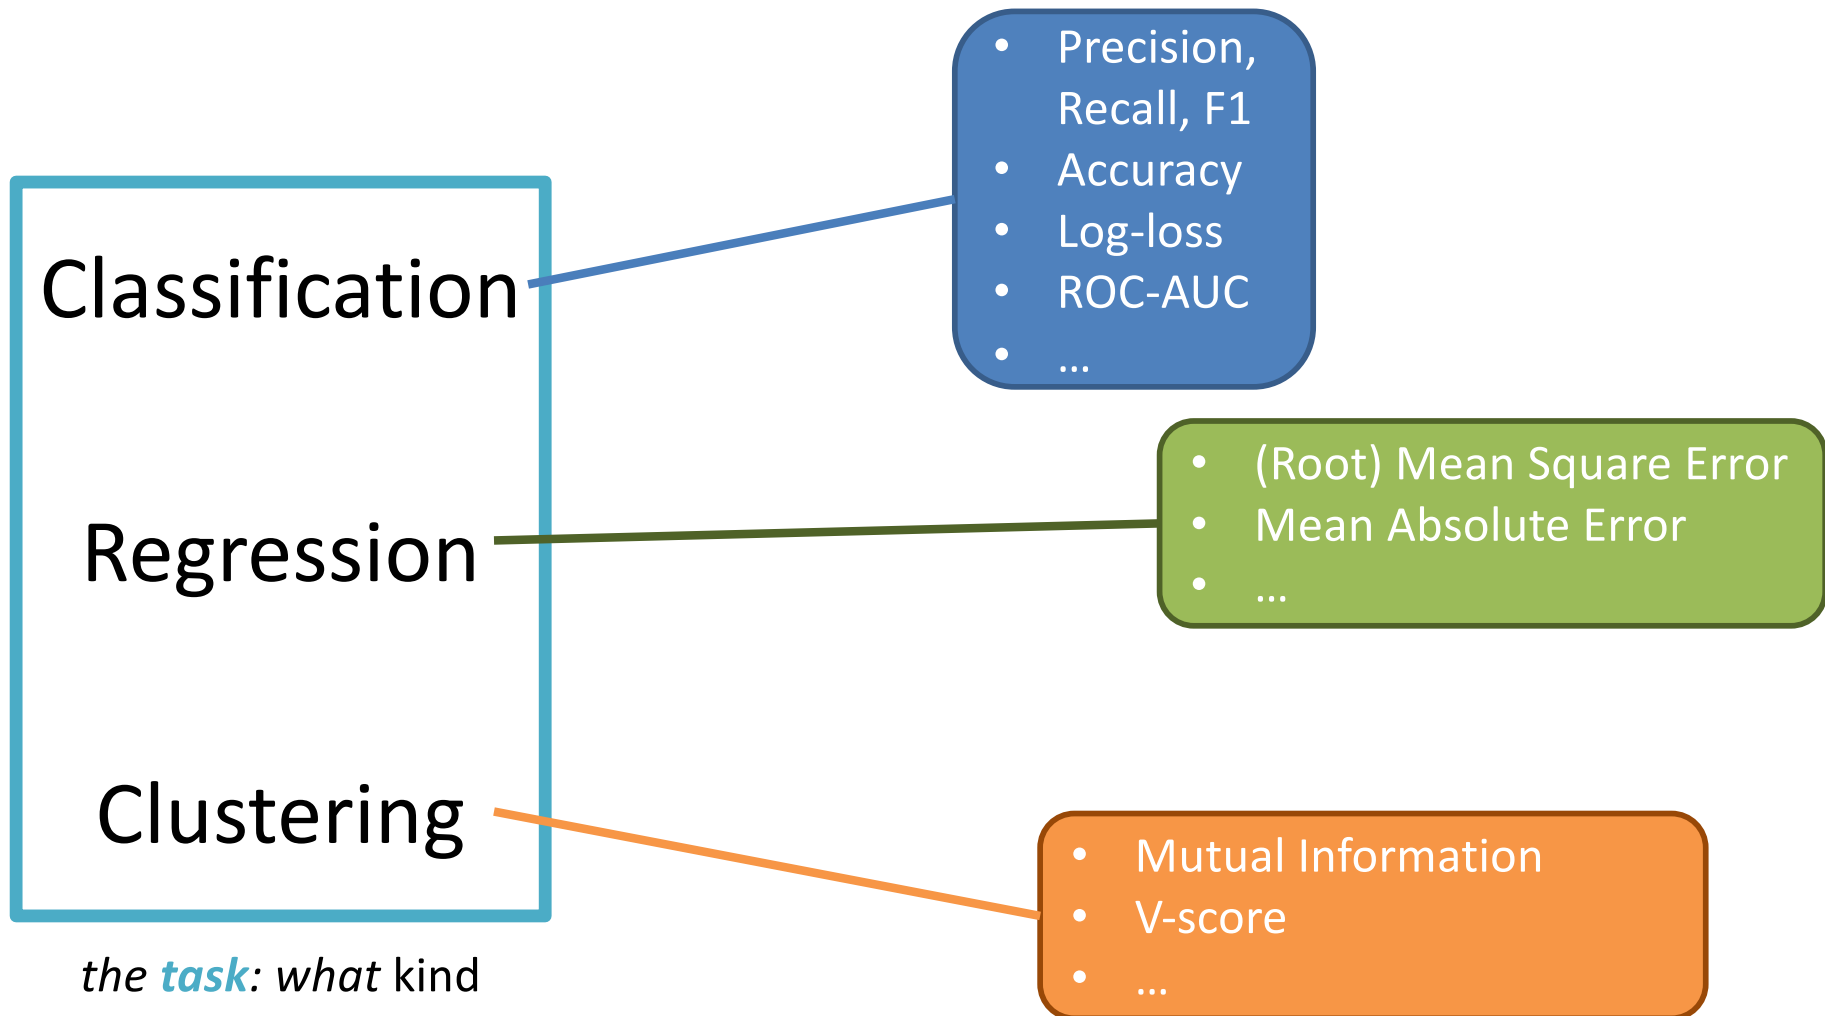 • Precision,
Recall, F1
• Accuracy
• Log-loss
• ROC-AUC
• …
Classification
Regression
• (Root) Mean Square Error
• Mean Absolute Error
• …
Clustering
• Mutual Information
• V-score
• …
the task: what kind